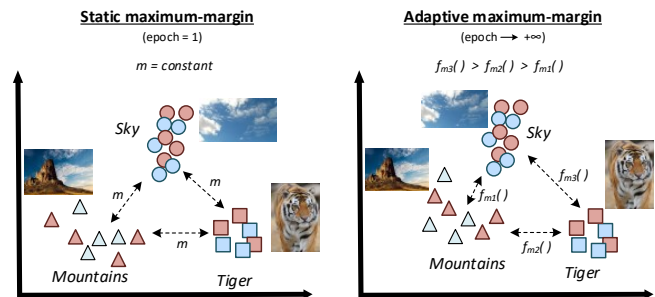 Static maximum-margin
(epoch = 1)
m = constant
Sky
m
m
m
Mountains
Tiger
Adaptive maximum-margin
(epoch → +∞)
fm3( ) > fm2( ) > fm1( )
Sky
fm1( )
fm3( )
fm2( )
Mountains
Tiger